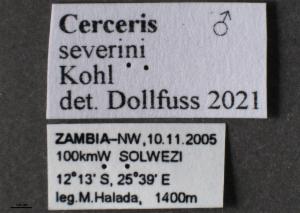 Cerceris ♂
severini
Kohl
det. Dollfuss 2021
ZAMBIA-NW, 10.11.2005
100kmW SOLWEZI
12°13' S, 25°39' E
leg.M.Halada, 1400m